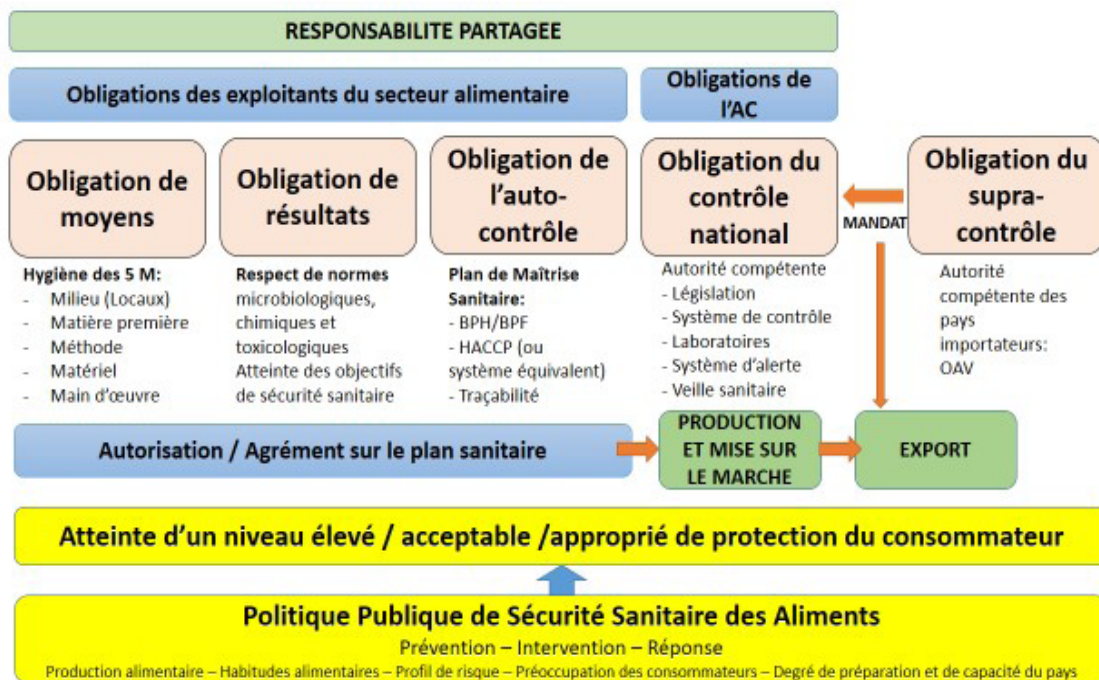 RESPONSABILITE PARTAGEE
Obligations des exploitants du secteur alimentaire
Obligations de
l'AC
Obligation de
moyens
Obligation de
résultats
Obligation de
l'auto-
contrôle
Obligation du
contrôle
national
MANDAT
Obligation du
supra-
contrôle
Hygiène des 5 M:
- Milieu (Locaux)
- Matière première
- Méthode
- Matériel
- Main d'œuvre
Respect de normes
microbiologiques,
chimiques et
toxicologiques
Atteinte des objectifs
de sécurité sanitaire
Plan de Maîtrise
Sanitaire:
- BPH/BPF
- HACCP (ou
système équivalent)
- Traçabilité
Autorité compétente
- Législation
- Système de contrôle
- Laboratoires
- Système d'alerte
- Veille sanitaire
Autorité
compétente des
pays
importateurs:
OAV
Autorisation / Agrément sur le plan sanitaire
PRODUCTION
ET MISE SUR
LE MARCHE
EXPORT
Atteinte d'un niveau élevé / acceptable /approprié de protection du consommateur
Politique Publique de Sécurité Sanitaire des Aliments
Prévention – Intervention – Réponse
Production alimentaire – Habitudes alimentaires – Profil de risque – Préoccupation des consommateurs – Degré de préparation et de capacité du pays